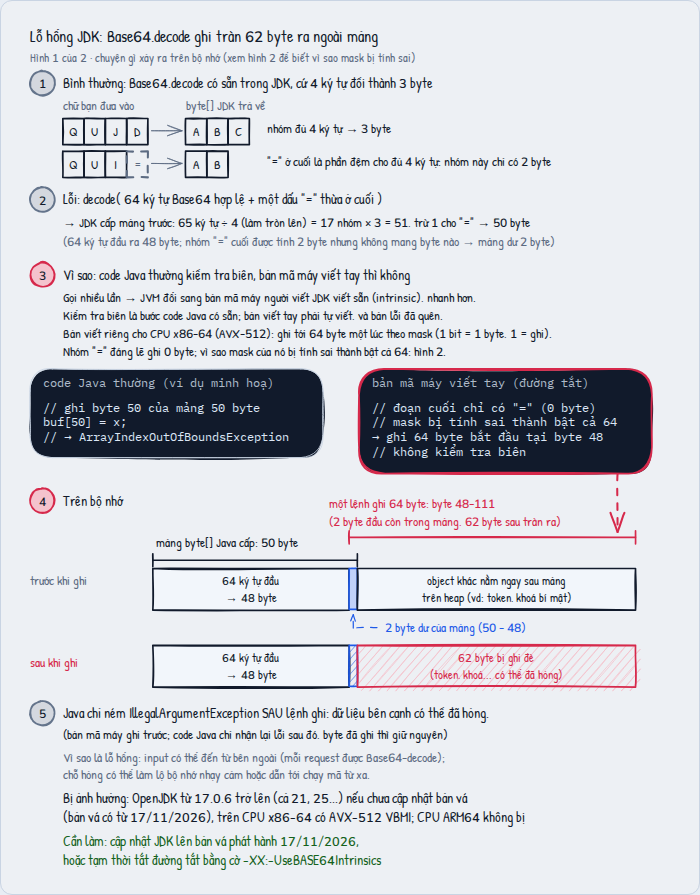 Lỗ hổng JDK: Base64.decode ghi tràn 62 byte ra ngoài mảng
Hình 1 của 2 · chuyện gì xảy ra trên bộ nhớ (xem hình 2 để biết vì sao mask bị tính sai)
1 Bình thường: Base64.decode có sẵn trong JDK, cứ 4 ký tự đổi thành 3 byte
chữ bạn đưa vào byte[] JDK trả về
Q U J D A B C nhóm đủ 4 ký tự → 3 byte
Q U I = A B "=" ở cuối là phần đệm cho đủ 4 ký tự: nhóm này chỉ có 2 byte
2 Lỗi: decode( 64 ký tự Base64 hợp lệ + một dấu "=" thừa ở cuối )
→ JDK cấp mảng trước: 65 ký tự ÷ 4 (làm tròn lên) = 17 nhóm × 3 = 51. trừ 1 cho "=" → 50 byte
(64 ký tự đầu ra 48 byte; nhóm "=" cuối được tính 2 byte nhưng không mang byte nào → mảng dư 2 byte)
3 Vì sao: code Java thường kiểm tra biên, bản mã máy viết tay thì không
Gọi nhiều lần → JVM đổi sang bản mã máy người viết JDK viết sẵn (intrinsic). nhanh hơn.
Kiểm tra biên là bước code Java có sẵn; bản viết tay phải tự viết. và bản lỗi đã quên.
Bản viết riêng cho CPU x86-64 (AVX-512): ghi tới 64 byte một lúc theo mask (1 bit = 1 byte. 1 = ghi).
Nhóm "=" đáng lẽ ghi 0 byte; vì sao mask của nó bị tính sai thành bật cả 64: hình 2.
code Java thường (ví dụ minh hoạ)
// ghi byte 50 của mảng 50 byte
buf[50] = x;
// → ArrayIndexOutOfBoundsException
bản mã máy viết tay (đường tắt)
// đoạn cuối chỉ có "=" (0 byte)
// mask bị tính sai thành bật cả 64
→ ghi 64 byte bắt đầu tại byte 48
// không kiểm tra biên
4 Trên bộ nhớ
một lệnh ghi 64 byte: byte 48-111
(2 byte đầu còn trong mảng. 62 byte sau tràn ra)
mảng byte[] Java cấp: 50 byte
trước khi ghi
64 ký tự đầu
→ 48 byte
object khác nằm ngay sau mảng
trên heap (vd: token. khoá bí mật)
2 byte dư của mảng (50 - 48)
sau khi ghi
64 ký tự đầu
→ 48 byte
62 byte bị ghi đè
(token. khoá... có thể đã hỏng)
5 Java chỉ ném IllegalArgumentException SAU lệnh ghi: dữ liệu bên cạnh có thể đã hỏng.
(bản mã máy ghi trước; code Java chỉ nhận lại lỗi sau đó. byte đã ghi thì giữ nguyên)
Vì sao là lỗ hổng: input có thể đến từ bên ngoài (mỗi request được Base64-decode);
chỗ hỏng có thể làm lộ bộ nhớ nhạy cảm hoặc dẫn tới chạy mã từ xa.
Bị ảnh hưởng: OpenJDK từ 17.0.6 trở lên (cả 21, 25...) nếu chưa cập nhật bản vá
(bản vá có từ 17/11/2026), trên CPU x86-64 có AVX-512 VBMI; CPU ARM64 không bị
Cần làm: cập nhật JDK lên bản vá phát hành 17/11/2026,
hoặc tạm thời tắt đường tắt bằng cờ -XX:-UseBASE64Intrinsics